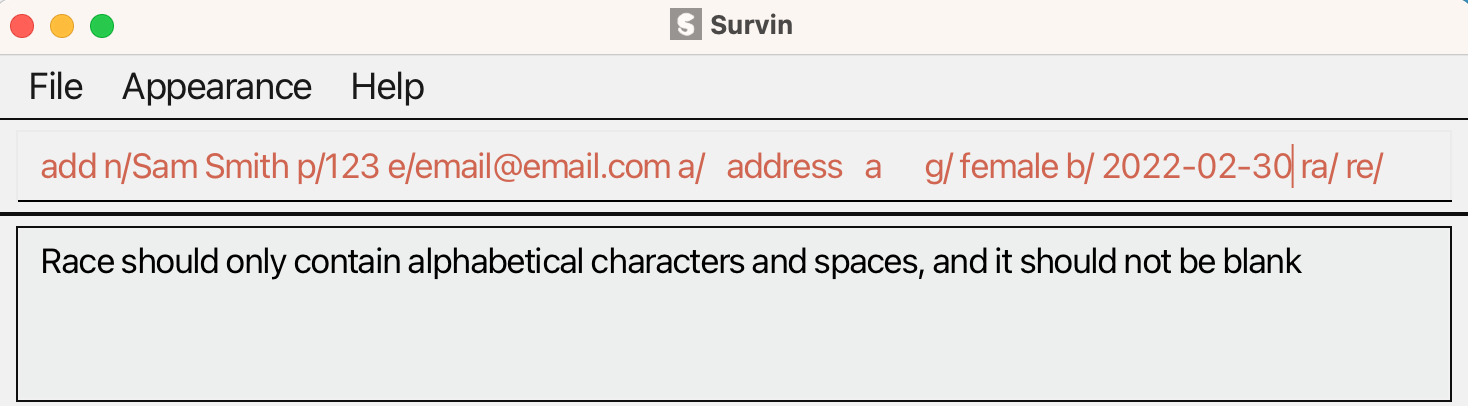 Survin
File Appearance Help
add n/Sam Smith p/123 e/email@email.com a/ address a g/ female b/ 2022-02-30 ra/ re/
Race should only contain alphabetical characters and spaces, and it should not be blank